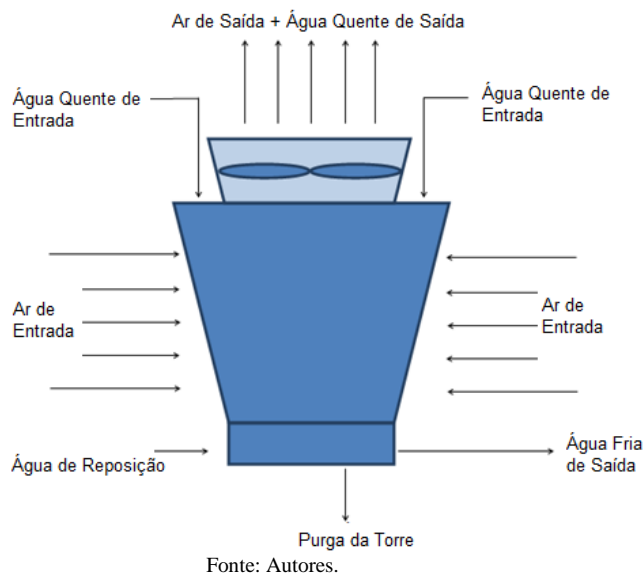 Ar de Saída + Água Quente de Saída
Água Quente de
Entrada
Água Quente de
Entrada
Ar de
Entrada
Ar de
Entrada
Água de Reposição
Água Fria
de Saída
Purga da Torre
Fonte: Autores.